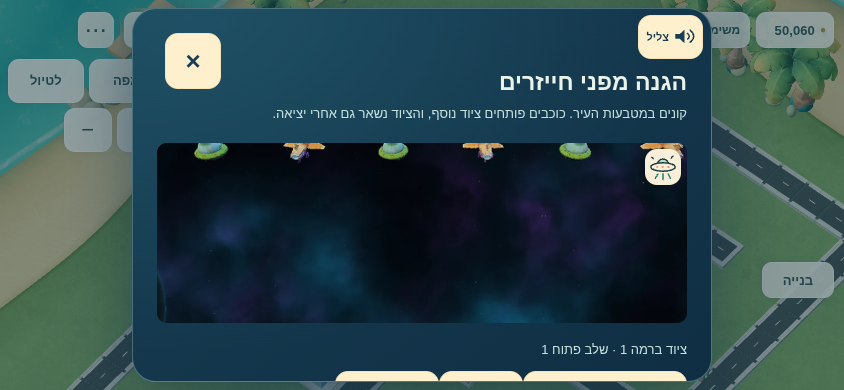 50,060
משימ
צליל
...
לטיול
מפה
הגנה מפני חייזרים
קונים במטבעות העיר. כוכבים פותחים ציוד נוסף, והציוד נשאר גם אחרי יציאה.
בנייה
ציוד ברמה 1 · שלב פתוח 1